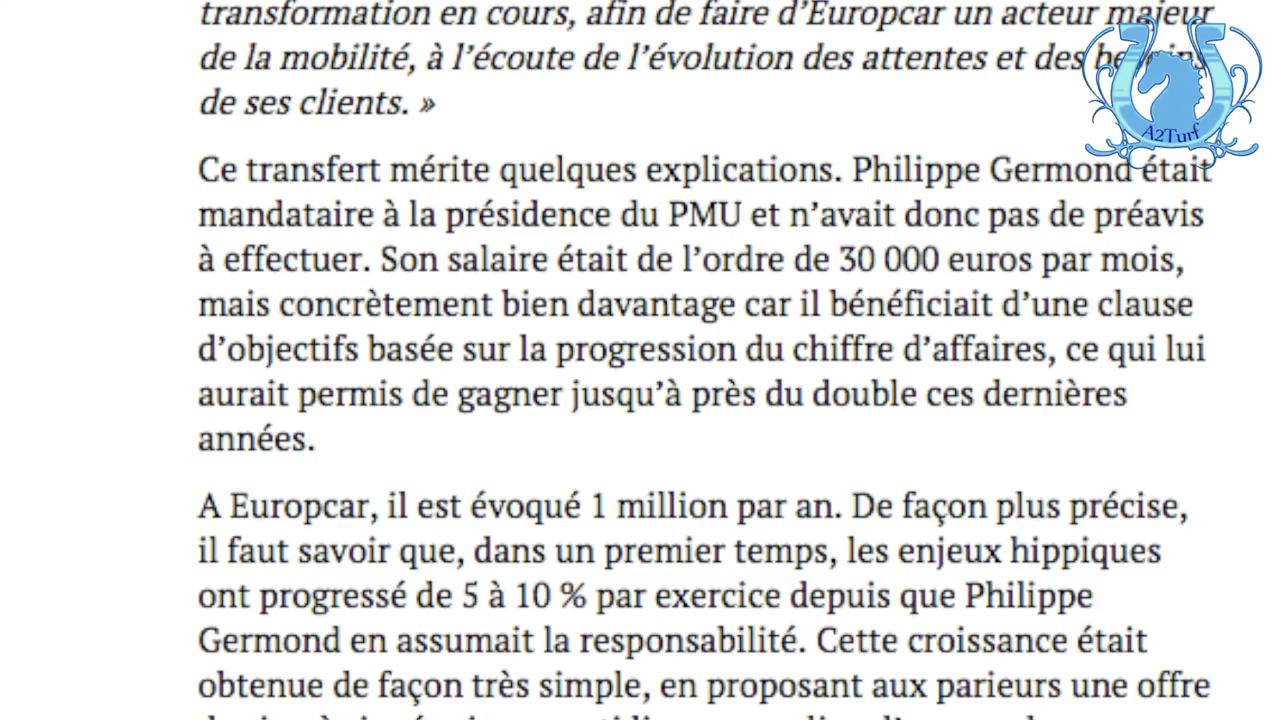 transformation en cours, afin de faire d’Europcar un acteur majeur
de la mobilité, à l’écoute de l’évolution des attentes et des besoins
de ses clients. »
Ce transfert mérite quelques explications. Philippe Germond était
mandataire à la présidence du PMU et n’avait donc pas de préavis
à effectuer. Son salaire était de l’ordre de 30 000 euros par mois,
mais concrètement bien davantage car il bénéficiait d’une clause
d’objectifs basée sur la progression du chiffre d’affaires, ce qui lui
aurait permis de gagner jusqu’à près du double ces dernières
années.
A Europcar, il est évoqué 1 million par an. De façon plus précise,
il faut savoir que, dans un premier temps, les enjeux hippiques
ont progressé de 5 à 10 % par exercice depuis que Philippe
Germond en assumait la responsabilité. Cette croissance était
obtenue de façon très simple, en proposant aux parieurs une offre
A2Turf